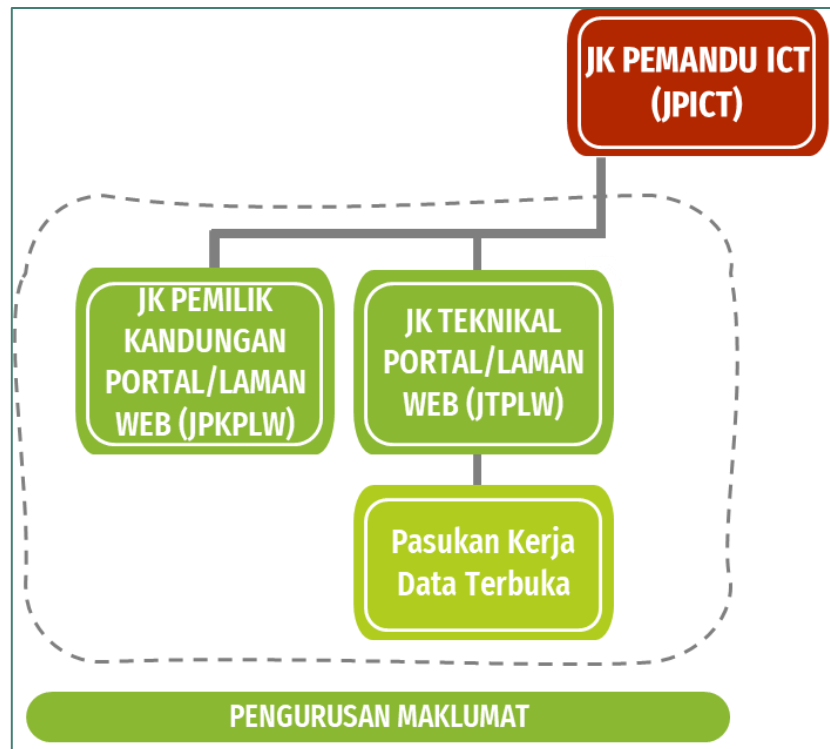 JK PEMANDU ICT
(JPICT)
JK PEMILIK
KANDUNGAN
PORTAL/LAMAN
WEB (JPKPLW)
JK TEKNIKAL
PORTAL/LAMAN
WEB (JTPLW)
Pasukan Kerja
Data Terbuka
PENGURUSAN MAKLUMAT